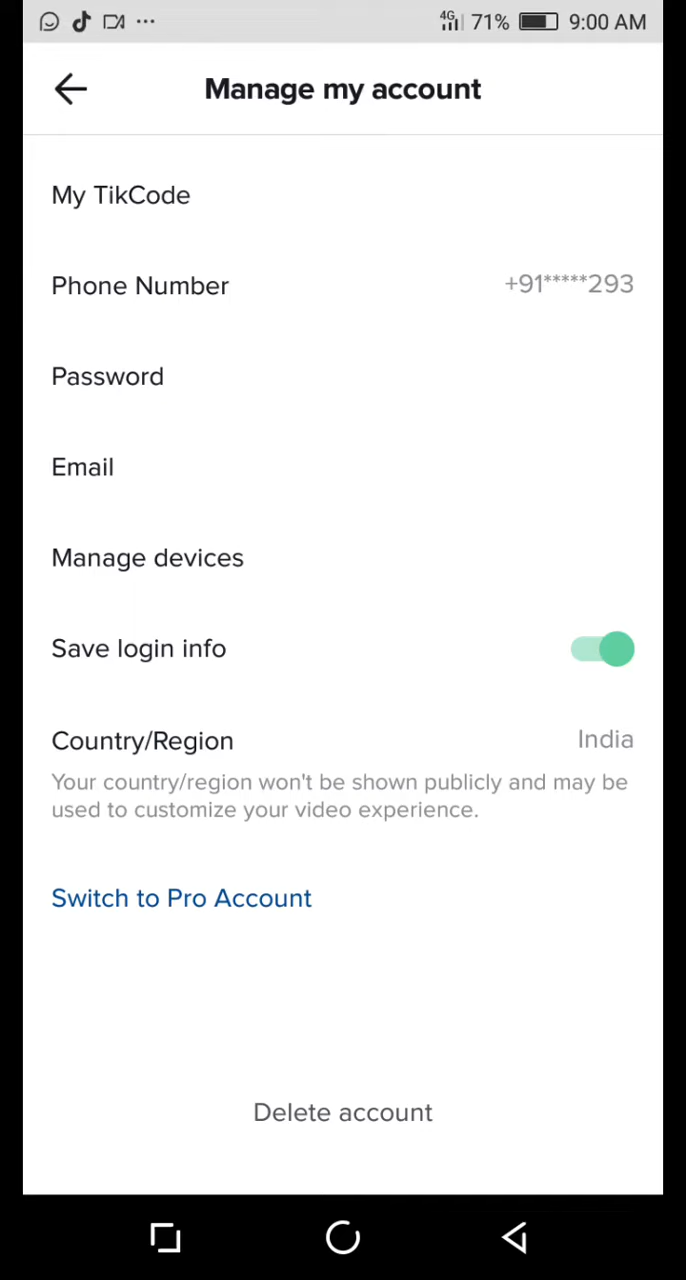 4G 71% 9:00 AM
Manage my account
My TikCode
Phone Number +91*****293
Password
Email
Manage devices
Save login info
Country/Region India
Your country/region won't be shown publicly and may be
used to customize your video experience.
Switch to Pro Account
Delete account